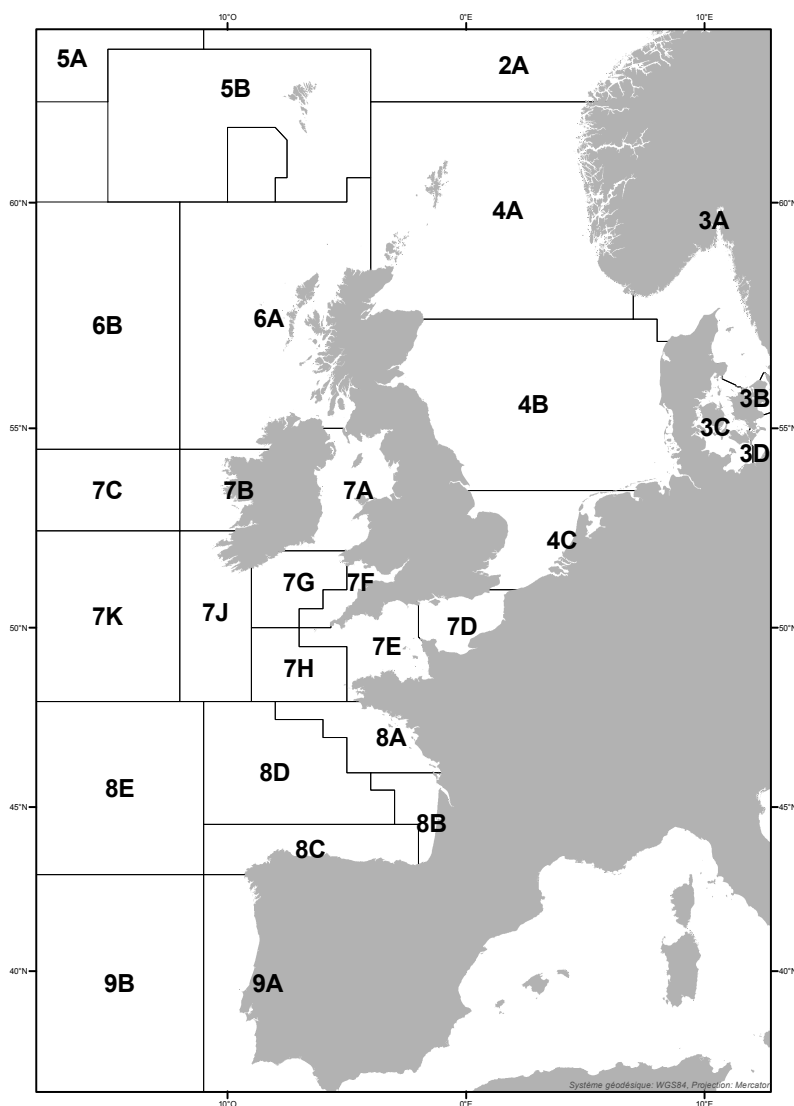 10°O 0°E 10°E
5A
2A
5B
60°N 60°N
4A
3A
6B
6A
4B
3B
55°N 55°N
3C
3D
7C
7B
7A
4C
7G
7F
7K
7J
7D
50°N 50°N
7E
7H
8A
8D
8E
45°N 45°N
8B
8C
40°N 40°N
9B
9A
Système géodésique: WGS84, Projection: Mercator
10°O 0°E 10°E